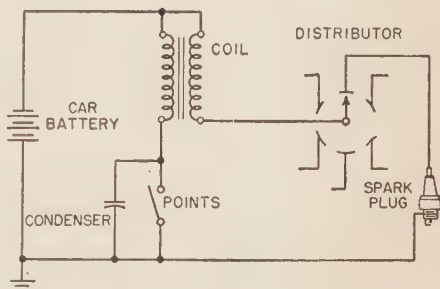 DISTRIBUTOR
COIL
CAR
BATTERY
POINTS
CONDENSER
SPARK
PLUG